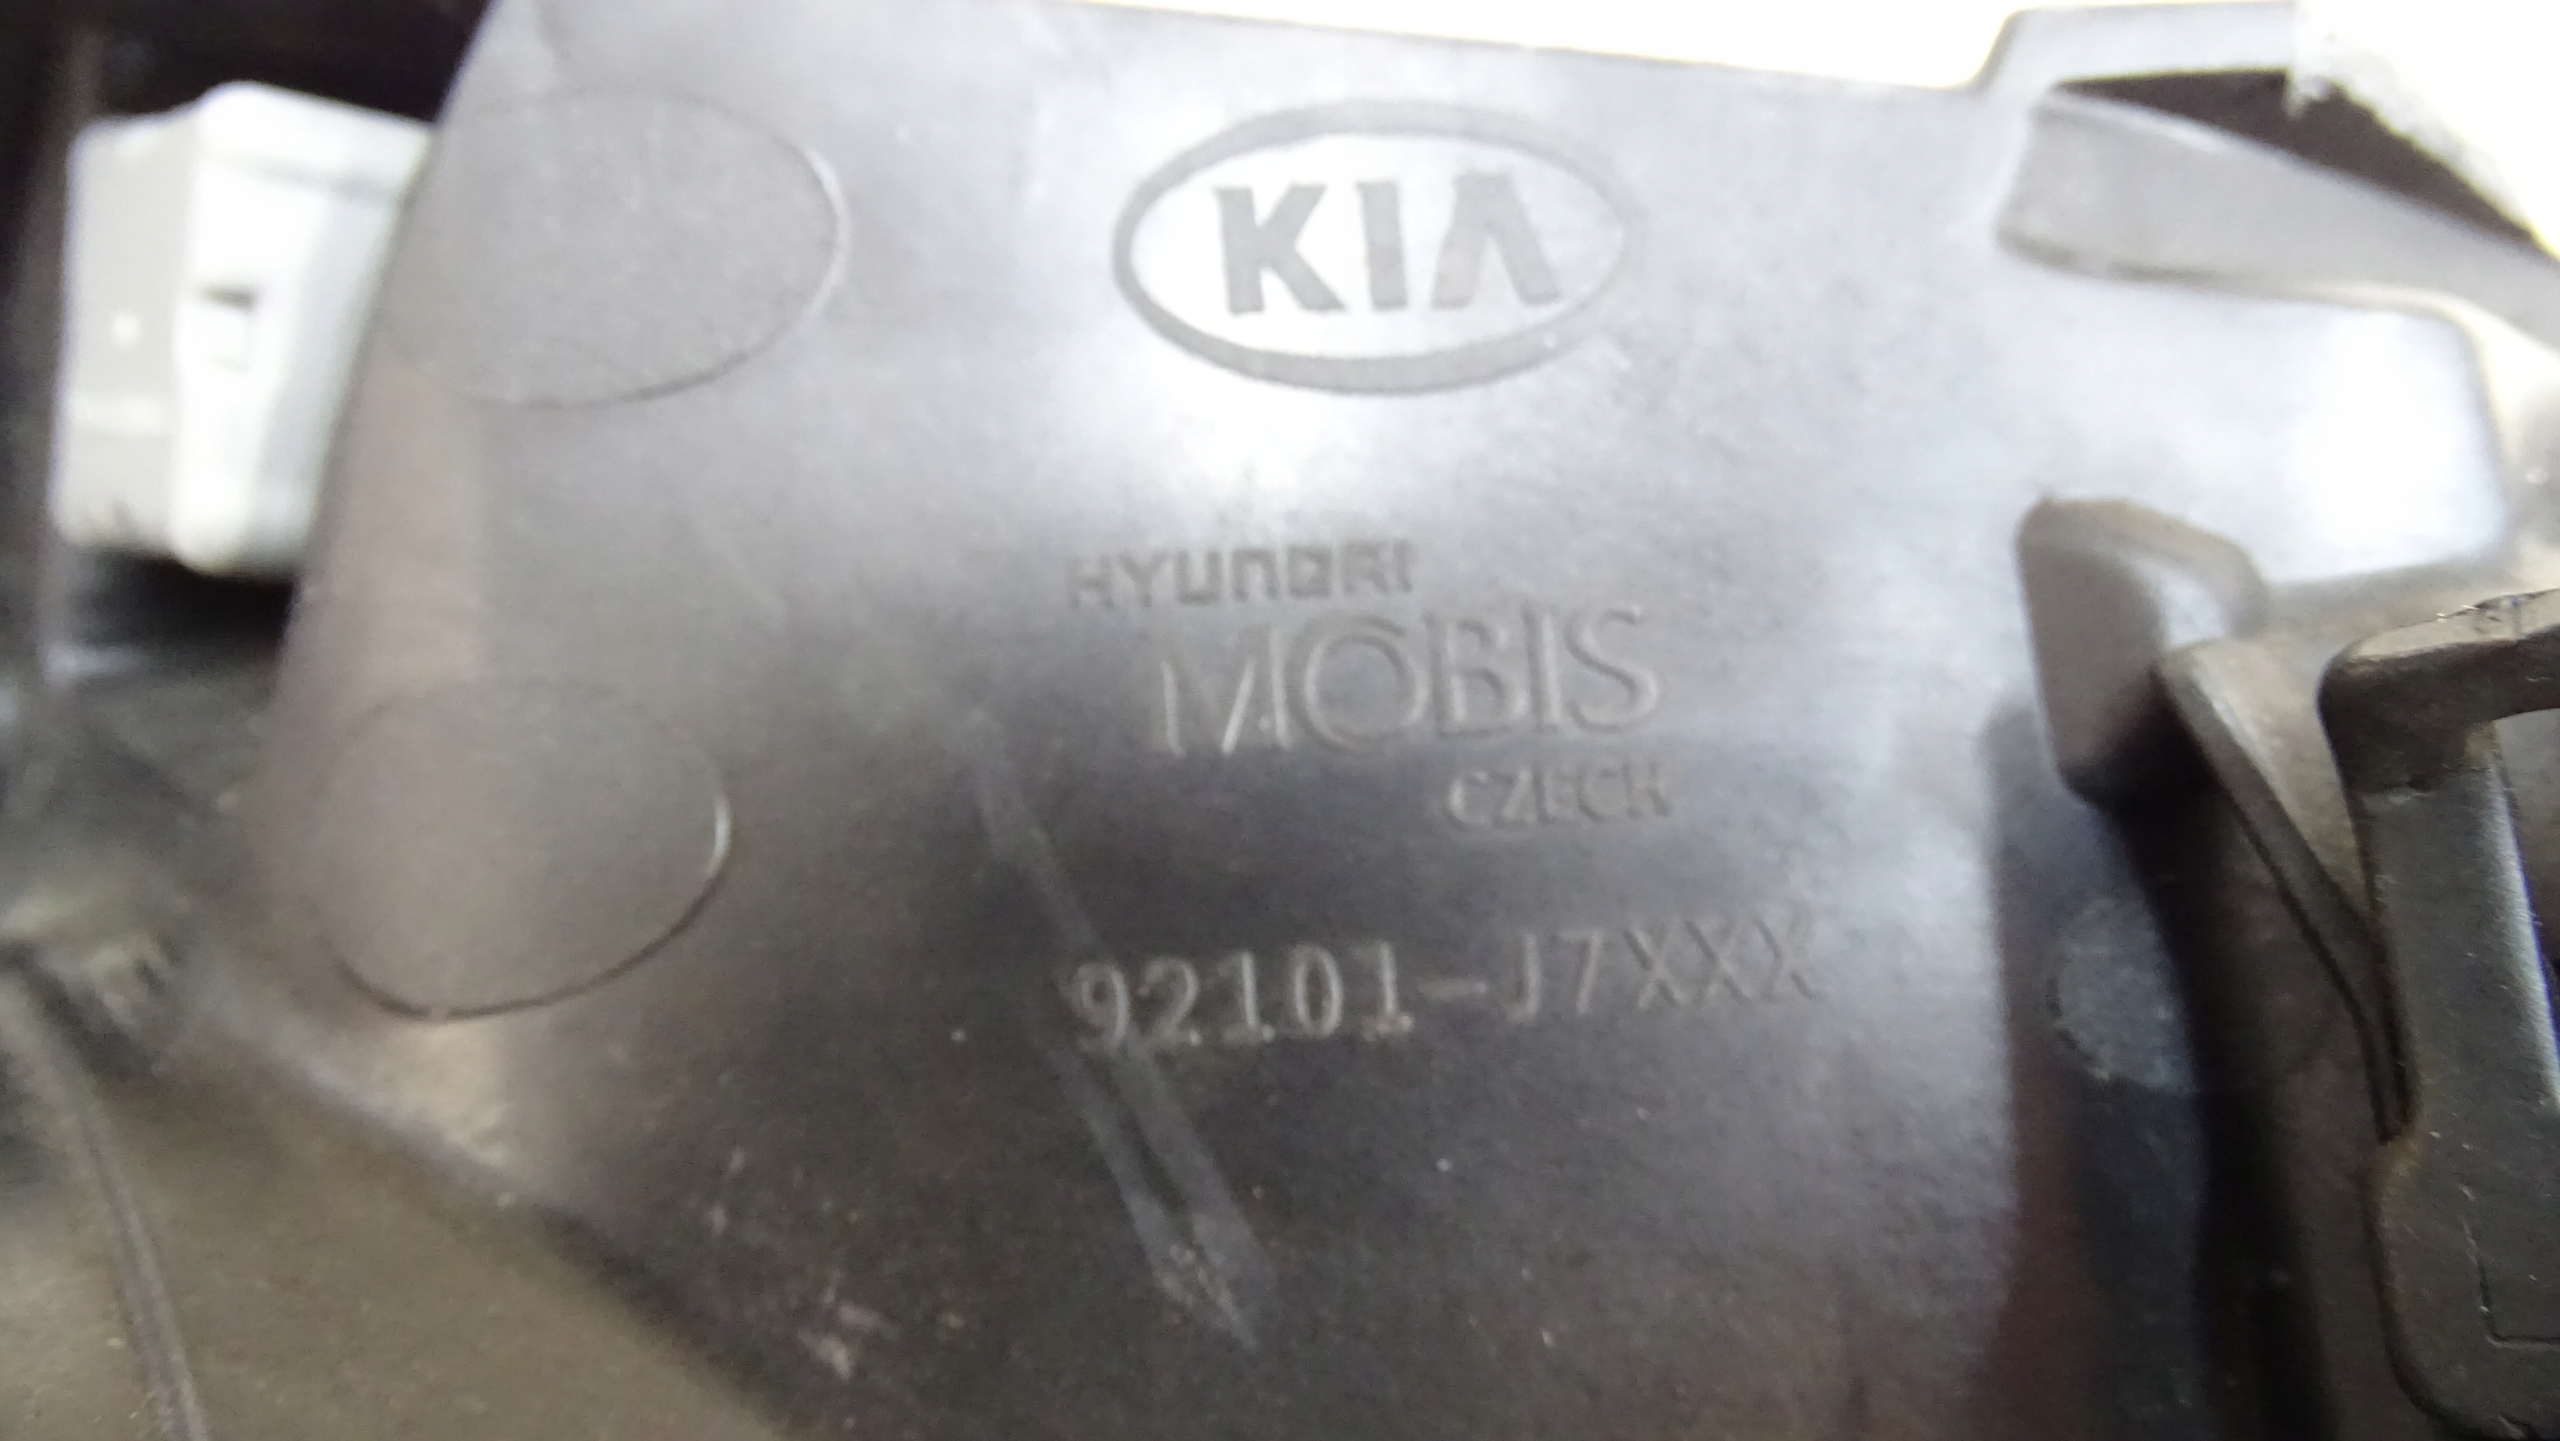 KIA
HYUNDAI
MOBIS
CZECH
92101-J7XXX